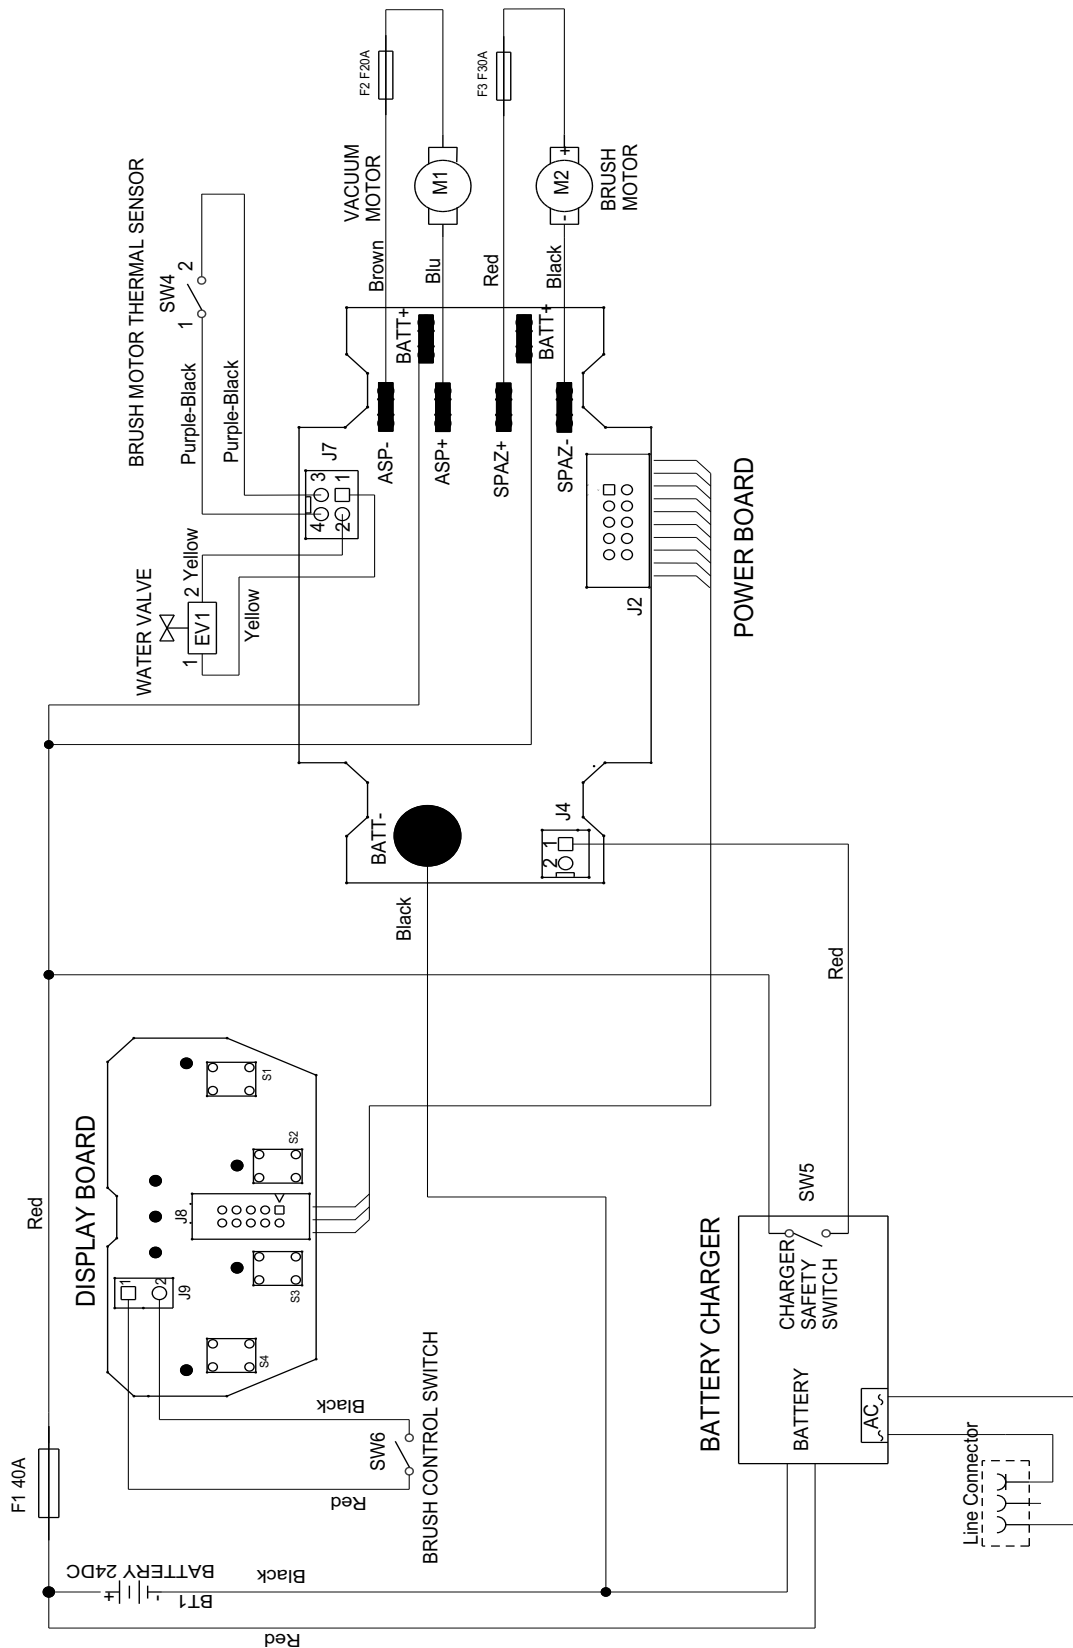 F2 F20A
F3 F30A
VACUUM
MOTOR
M1
M2
+
-
BRUSH
MOTOR
Brown
Blu
Red
Black
BRUSH MOTOR THERMAL SENSOR
SW4
1
2
Purple-Black
Purple-Black
WATER VALVE
EV1
1
2
Yellow
Yellow
J7
3
1
4
2
ASP-
ASP+
SPAZ+
SPAZ-
BATT+
BATT+
J2
POWER BOARD
BATT-
Black
J4
1
2
Red
Red
DISPLAY BOARD
S1
S2
J8
S3
S4
J9
1
2
Black
Red
SW6
BRUSH CONTROL SWITCH
F1 40A
BATTERY 24DC
+
-
BT1
Black
Red
BATTERY CHARGER
SW5
CHARGER
SAFETY
SWITCH
BATTERY
AC
~
~
Line Connector